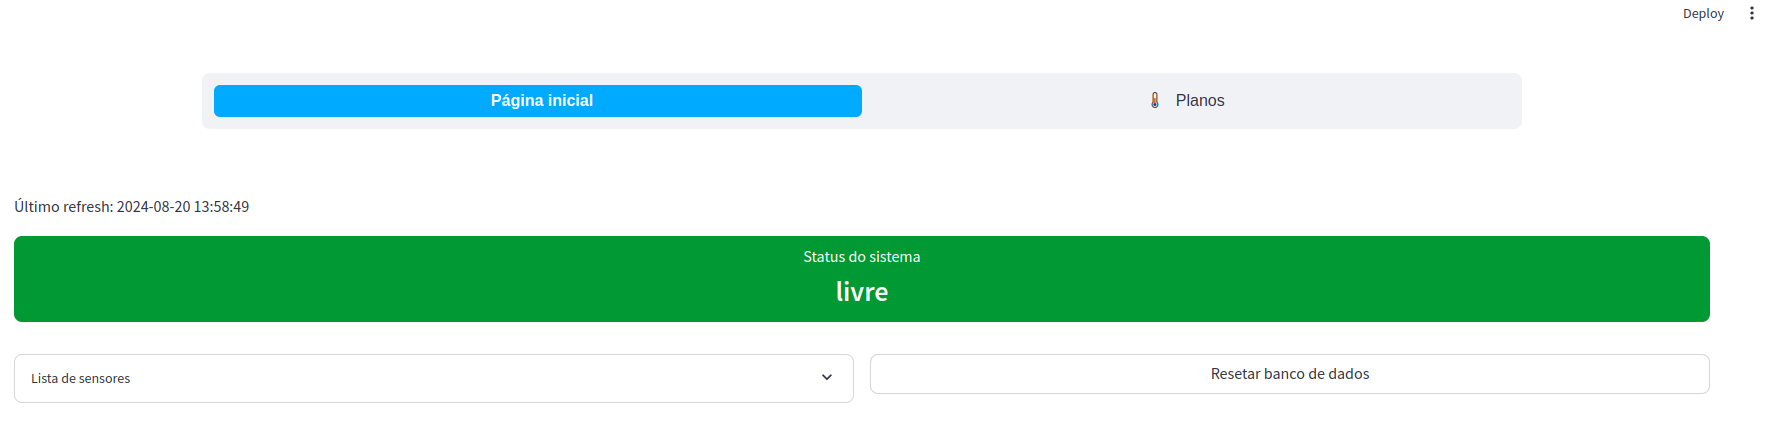 Deploy
Página inicial
Planos
Último refresh: 2024-08-20 13:58:49
Status do sistema
livre
Lista de sensores
Resetar banco de dados